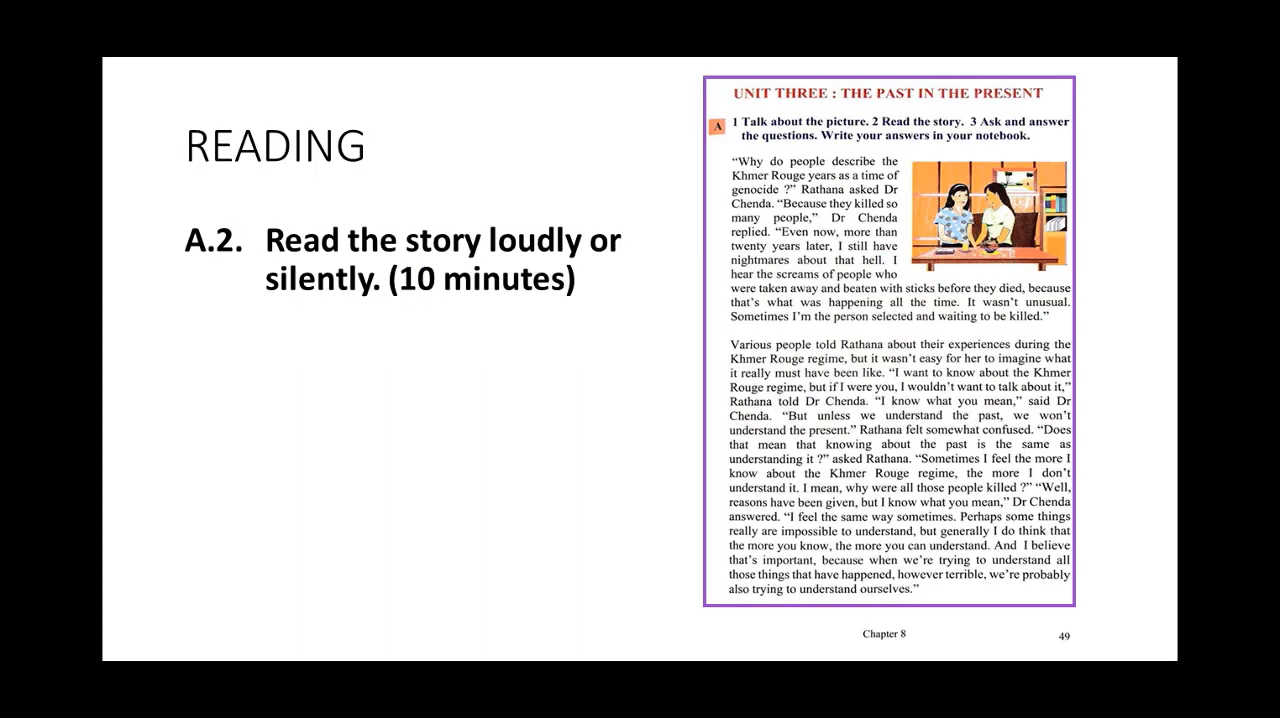 READING
A.2. Read the story loudly or
silently. (10 minutes)
UNIT THREE : THE PAST IN THE PRESENT
A
1 Talk about the picture. 2 Read the story. 3 Ask and answer
the questions. Write your answers in your notebook.
“Why do people describe the
Khmer Rouge years as a time of
genocide ?” Rathana asked Dr
Chenda. “Because they killed so
many people,” Dr Chenda
replied. “Even now, more than
twenty years later, I still have
nightmares about that hell. I
hear the screams of people who
were taken away and beaten with sticks before they died, because
that’s what was happening all the time. It wasn’t unusual.
Sometimes I’m the person selected and waiting to be killed.”
Various people told Rathana about their experiences during the
Khmer Rouge regime, but it wasn’t easy for her to imagine what
it really must have been like. “I want to know about the Khmer
Rouge regime, but if I were you, I wouldn’t want to talk about it,”
Rathana told Dr Chenda. “I know what you mean,” said Dr
Chenda. “But unless we understand the past, we won’t
understand the present.” Rathana felt somewhat confused. “Does
that mean that knowing about the past is the same as
understanding it ?” asked Rathana. “Sometimes I feel the more I
know about the Khmer Rouge regime, the more I don’t
understand it. I mean, why were all those people killed ?” “Well,
reasons have been given, but I know what you mean,” Dr Chenda
answered. “I feel the same way sometimes. Perhaps some things
really are impossible to understand, but generally I do think that
the more you know, the more you can understand. And I believe
that’s important, because when we’re trying to understand all
those things that have happened, however terrible, we’re probably
also trying to understand ourselves.”
Chapter 8
49